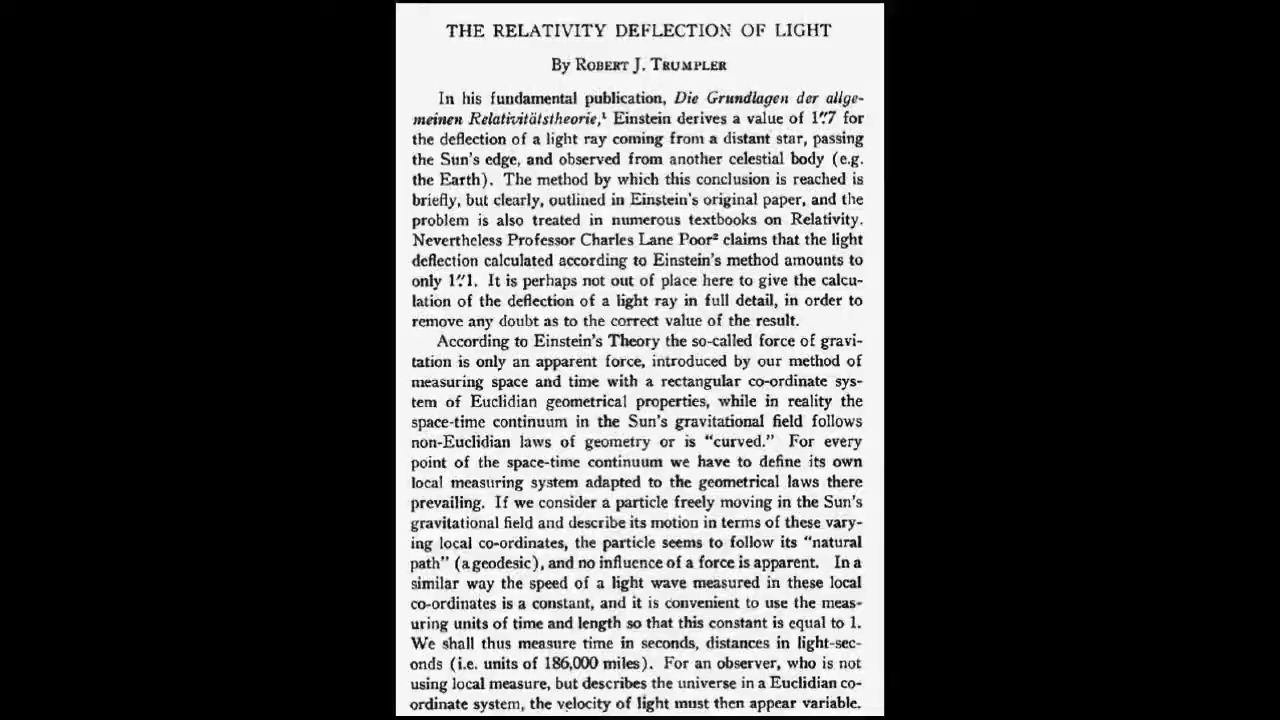 THE RELATIVITY DEFLECTION OF LIGHT
By ROBERT J. TRUMPLER
In his fundamental publication, Die Grundlagen der allge-
meinen Relativitätstheorie,¹ Einstein derives a value of 1″.7 for
the deflection of a light ray coming from a distant star, passing
the Sun's edge, and observed from another celestial body (e.g.
the Earth). The method by which this conclusion is reached is
briefly, but clearly, outlined in Einstein's original paper, and the
problem is also treated in numerous textbooks on Relativity.
Nevertheless Professor Charles Lane Poor² claims that the light
deflection calculated according to Einstein's method amounts to
only 1″.1. It is perhaps not out of place here to give the calcu-
lation of the deflection of a light ray in full detail, in order to
remove any doubt as to the correct value of the result.
According to Einstein's Theory the so-called force of gravi-
tation is only an apparent force, introduced by our method of
measuring space and time with a rectangular co-ordinate sys-
tem of Euclidian geometrical properties, while in reality the
space-time continuum in the Sun's gravitational field follows
non-Euclidian laws of geometry or is "curved." For every
point of the space-time continuum we have to define its own
local measuring system adapted to the geometrical laws there
prevailing. If we consider a particle freely moving in the Sun's
gravitational field and describe its motion in terms of these vary-
ing local co-ordinates, the particle seems to follow its "natural
path" (a geodesic), and no influence of a force is apparent. In a
similar way the speed of a light wave measured in these local
co-ordinates is a constant, and it is convenient to use the meas-
uring units of time and length so that this constant is equal to 1.
We shall thus measure time in seconds, distances in light-sec-
onds (i.e. units of 186,000 miles). For an observer, who is not
using local measure, but describes the universe in a Euclidian co-
ordinate system, the velocity of light must then appear variable.